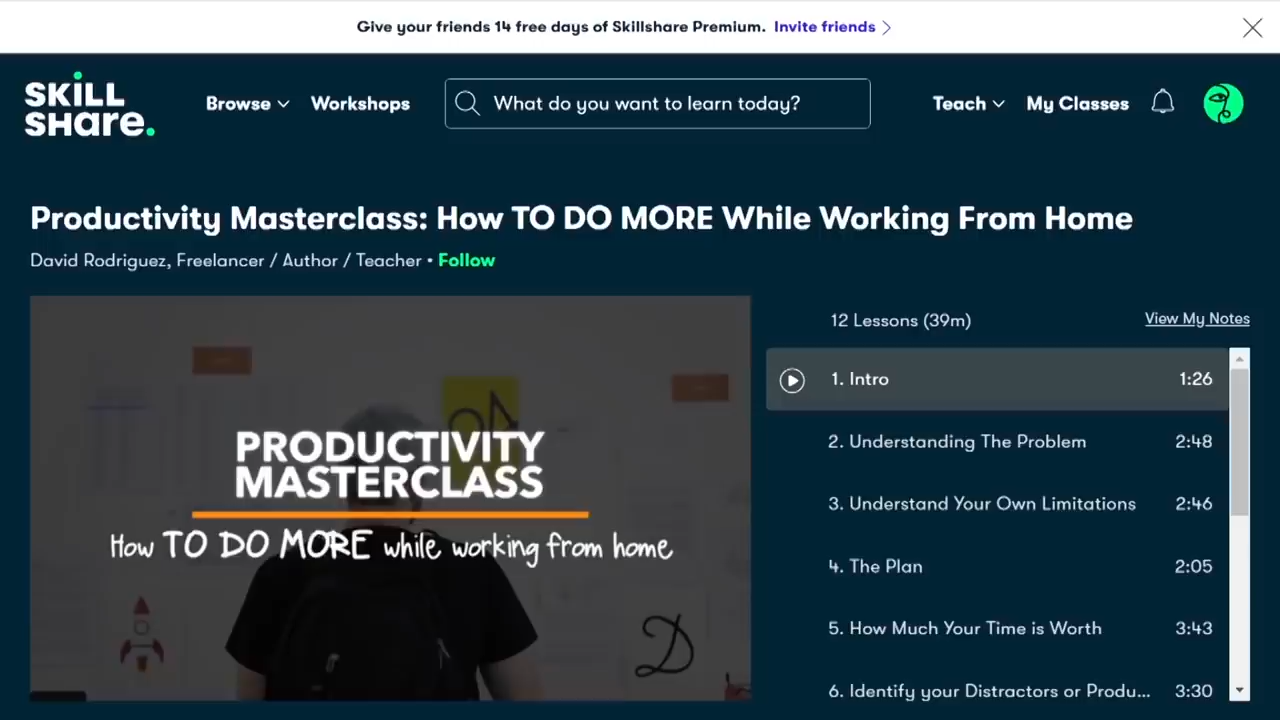 Give your friends 14 free days of Skillshare Premium. Invite friends
SKILL
SHare.
Browse
Workshops
What do you want to learn today?
Teach
My Classes
Productivity Masterclass: How TO DO MORE While Working From Home
David Rodriguez, Freelancer / Author / Teacher • Follow
PRODUCTIVITY
MASTERCLASS
How TO DO MORE while working from home
D
12 Lessons (39m)
View My Notes
1. Intro 1:26
2. Understanding The Problem 2:48
3. Understand Your Own Limitations 2:46
4. The Plan 2:05
5. How Much Your Time is Worth 3:43
6. Identify your Distractors or Produ... 3:30